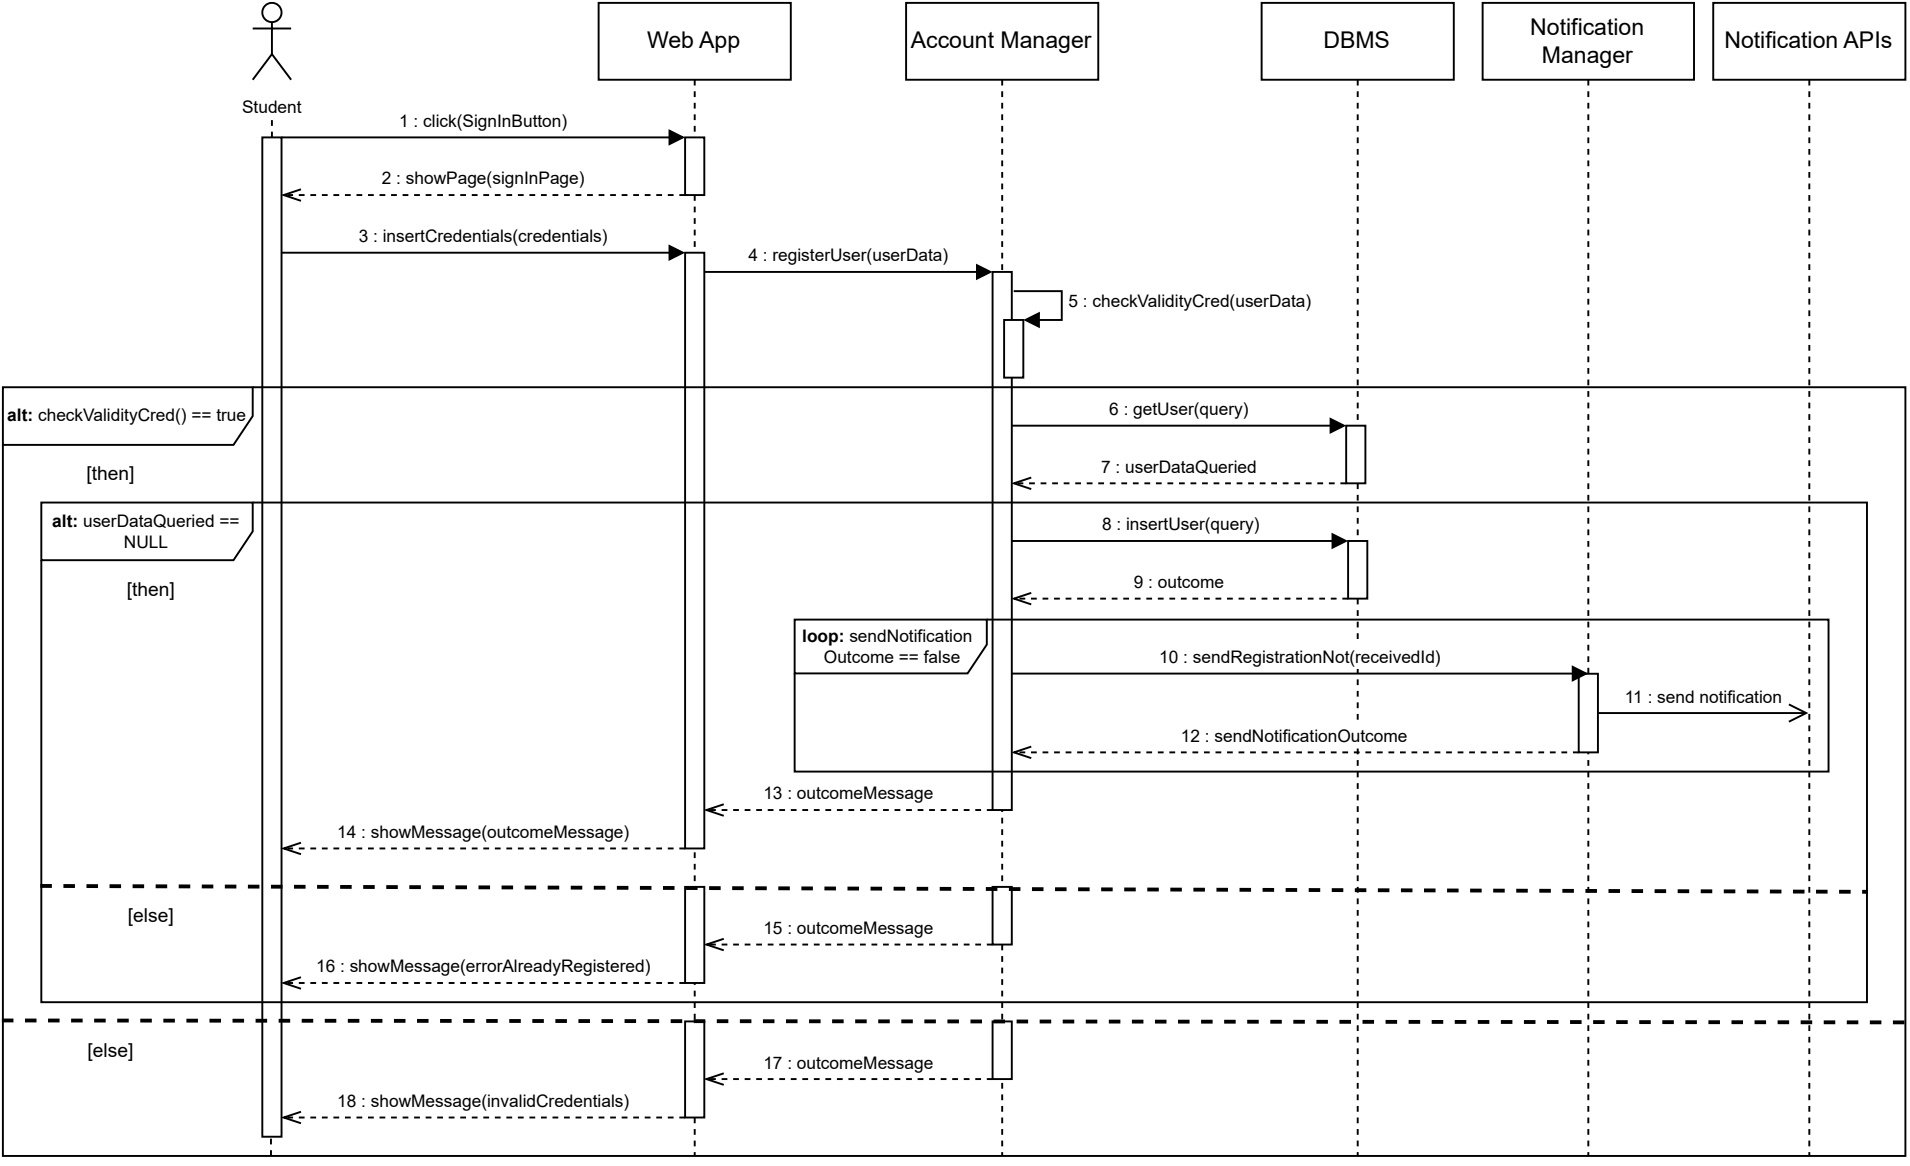 Web App
Account Manager
DBMS
Notification
Manager
Notification APIs
Student
1 : click(SignInButton)
2 : showPage(signInPage)
3 : insertCredentials(credentials)
4 : registerUser(userData)
5 : checkValidityCred(userData)
alt: checkValidityCred() == true
6 : getUser(query)
[then]
7 : userDataQueried
alt: userDataQueried ==
NULL
8 : insertUser(query)
[then]
9 : outcome
loop: sendNotification
Outcome == false
10 : sendRegistrationNot(receivedId)
11 : send notification
12 : sendNotificationOutcome
13 : outcomeMessage
14 : showMessage(outcomeMessage)
[else]
15 : outcomeMessage
16 : showMessage(errorAlreadyRegistered)
[else]
17 : outcomeMessage
18 : showMessage(invalidCredentials)